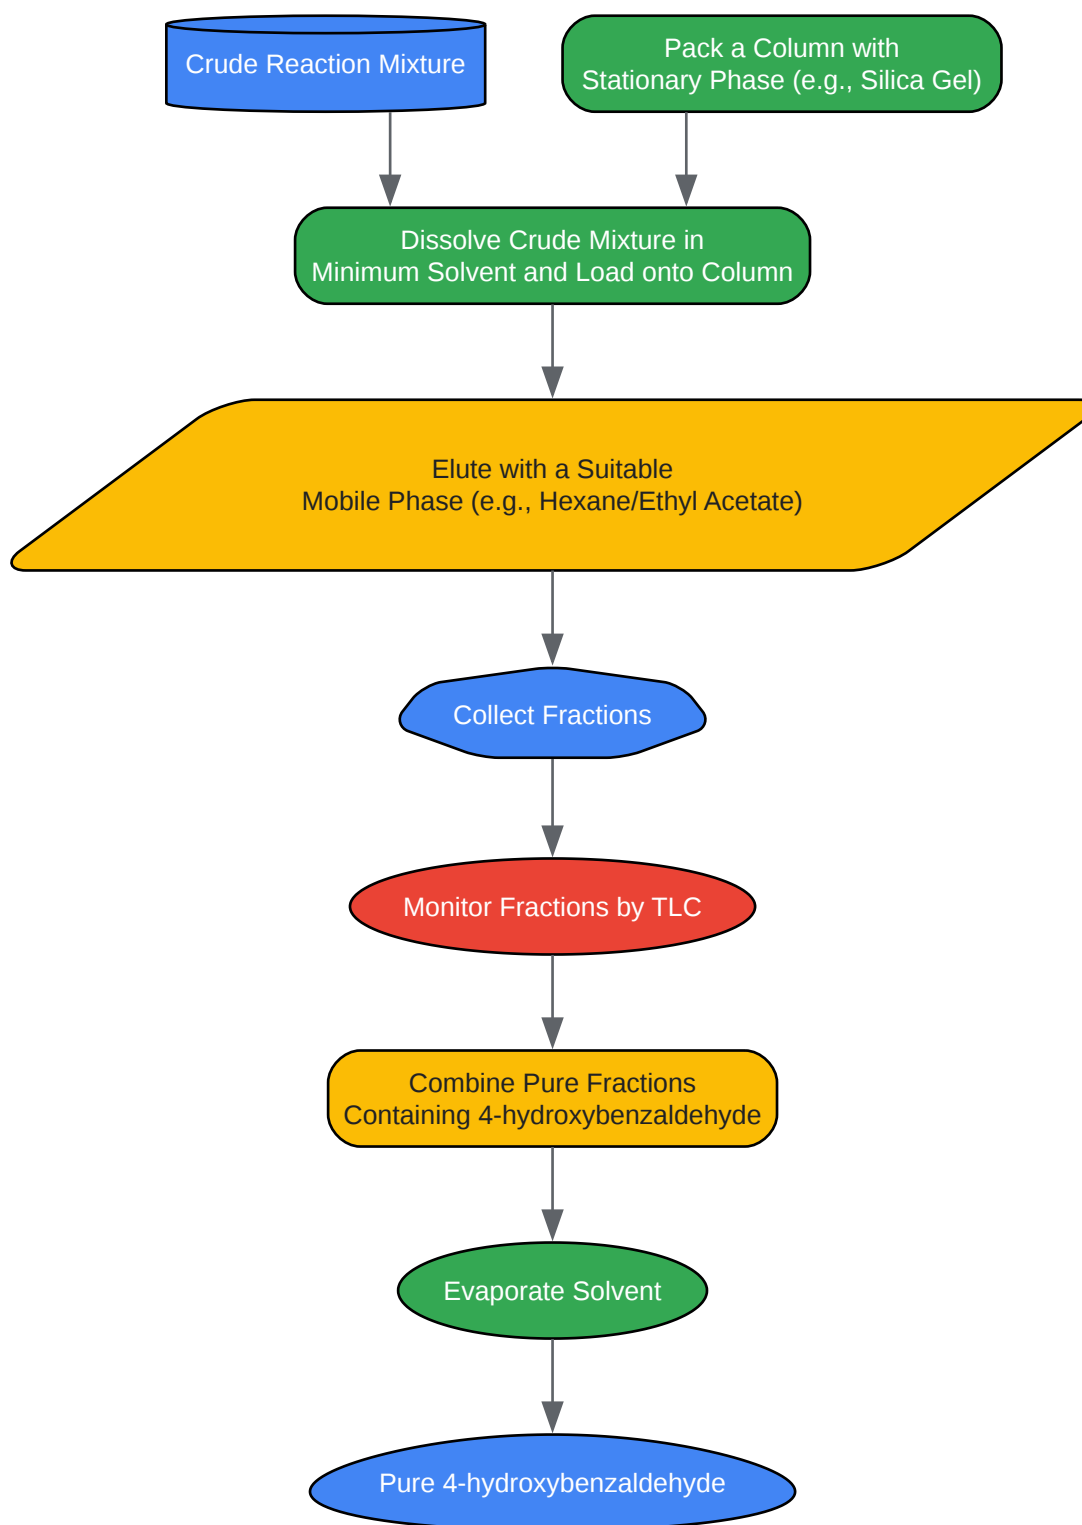 Crude Reaction Mixture
Pack a Column with
Stationary Phase (e.g., Silica Gel)
Dissolve Crude Mixture in
Minimum Solvent and Load onto Column
Elute with a Suitable
Mobile Phase (e.g., Hexane/Ethyl Acetate)
Collect Fractions
Monitor Fractions by TLC
Combine Pure Fractions
Containing 4-hydroxybenzaldehyde
Evaporate Solvent
Pure 4-hydroxybenzaldehyde